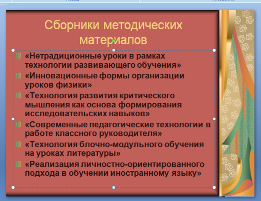 Сборники методических
материалов
«Нетрадиционные уроки в рамках
технологии развивающего обучения»
«Инновационные формы организации
уроков физики»
«Технология развития критического
мышления как основа формирования
исследовательских навыков»
«Современные педагогические технологии в
работе классного руководителя»
«Технология блочно-модульного обучения
на уроках литературы»
«Реализация личностно-ориентированного
подхода в обучении иностранному языку»